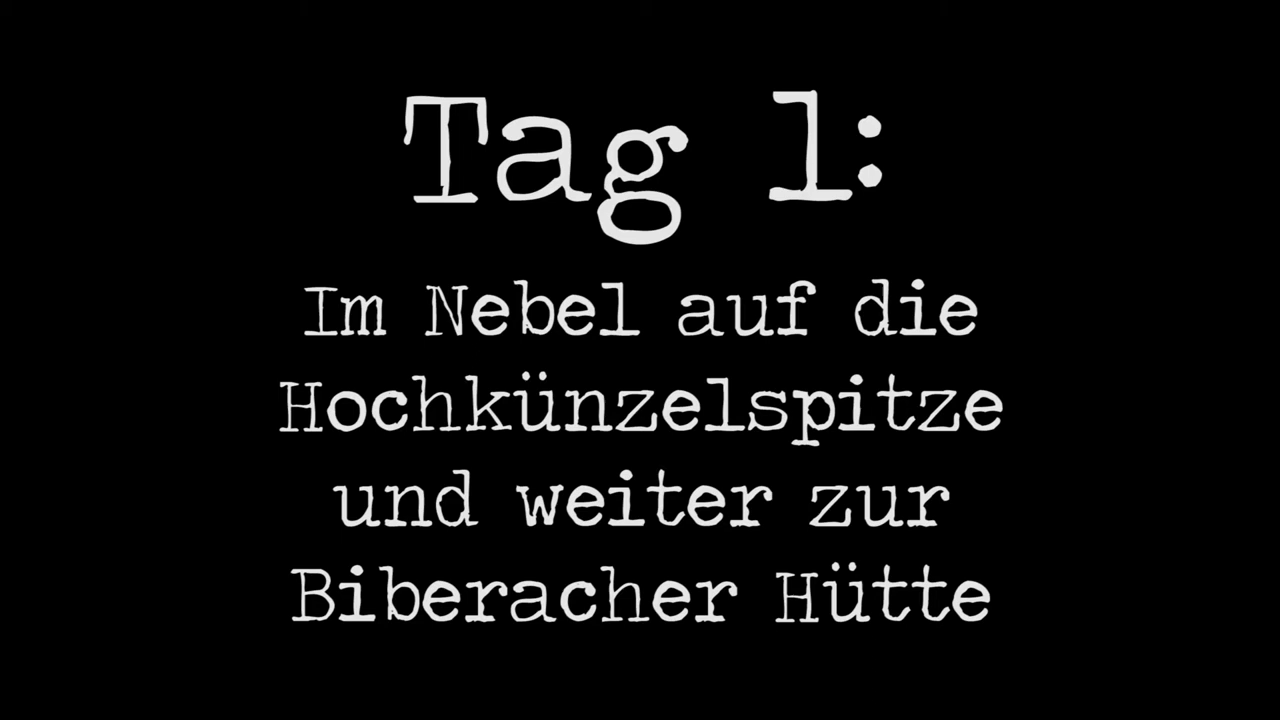 Tag 1:
Im Nebel auf die
Hochkünzelspitze
und weiter zur
Biberacher Hütte